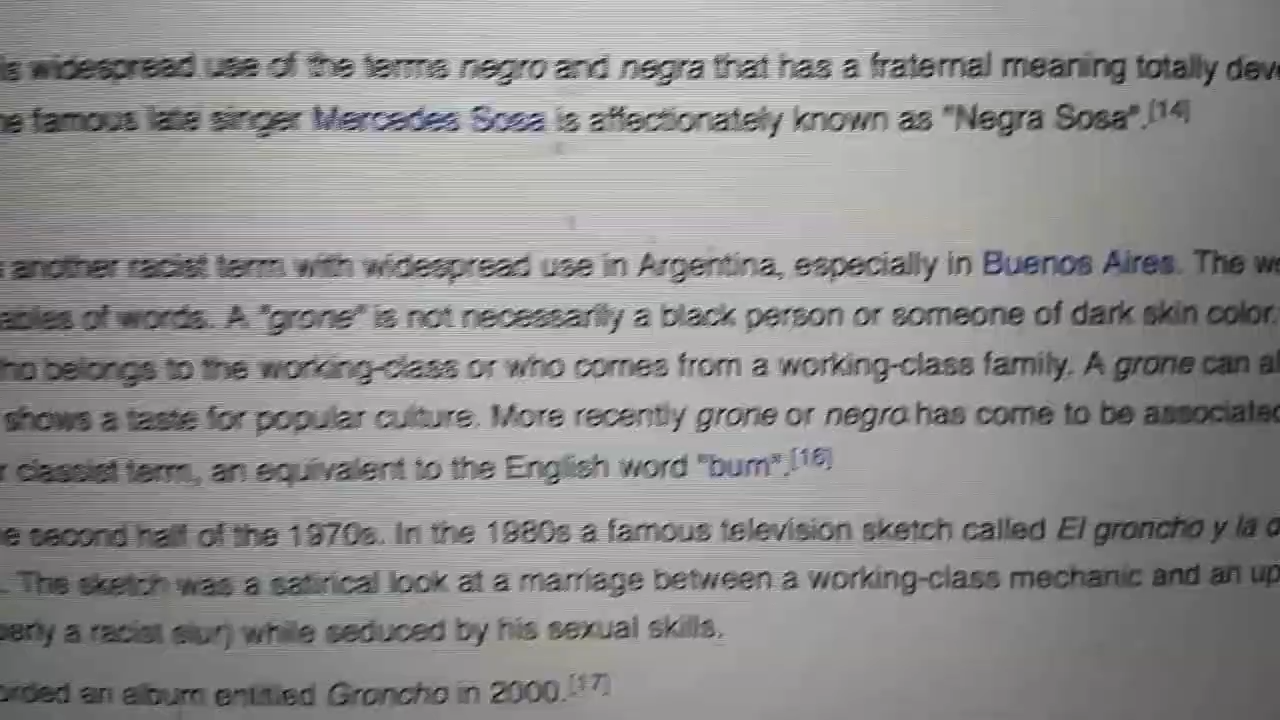 widespread use of the terms negro and negra that has a fraternal meaning totally
famous late singer Mercedes Sosa is affectionately known as "Negra Sosa".[14]
another racist term with widespread use in Argentina, especially in Buenos Aires. The
of words. A "grone" is not necessarily a black person or someone of dark skin color.
belongs to the working-class or who comes from a working-class family. A grone can
shows a taste for popular culture. More recently grone or negro has come to be associated
classist term, an equivalent to the English word "bum".[16]
second half of the 1970s. In the 1980s a famous television sketch called El groncho y la
. The sketch was a satirical look at a marriage between a working-class mechanic and an
a racist slur) while seduced by his sexual skills.
an album entitled Groncho in 2000.[17]